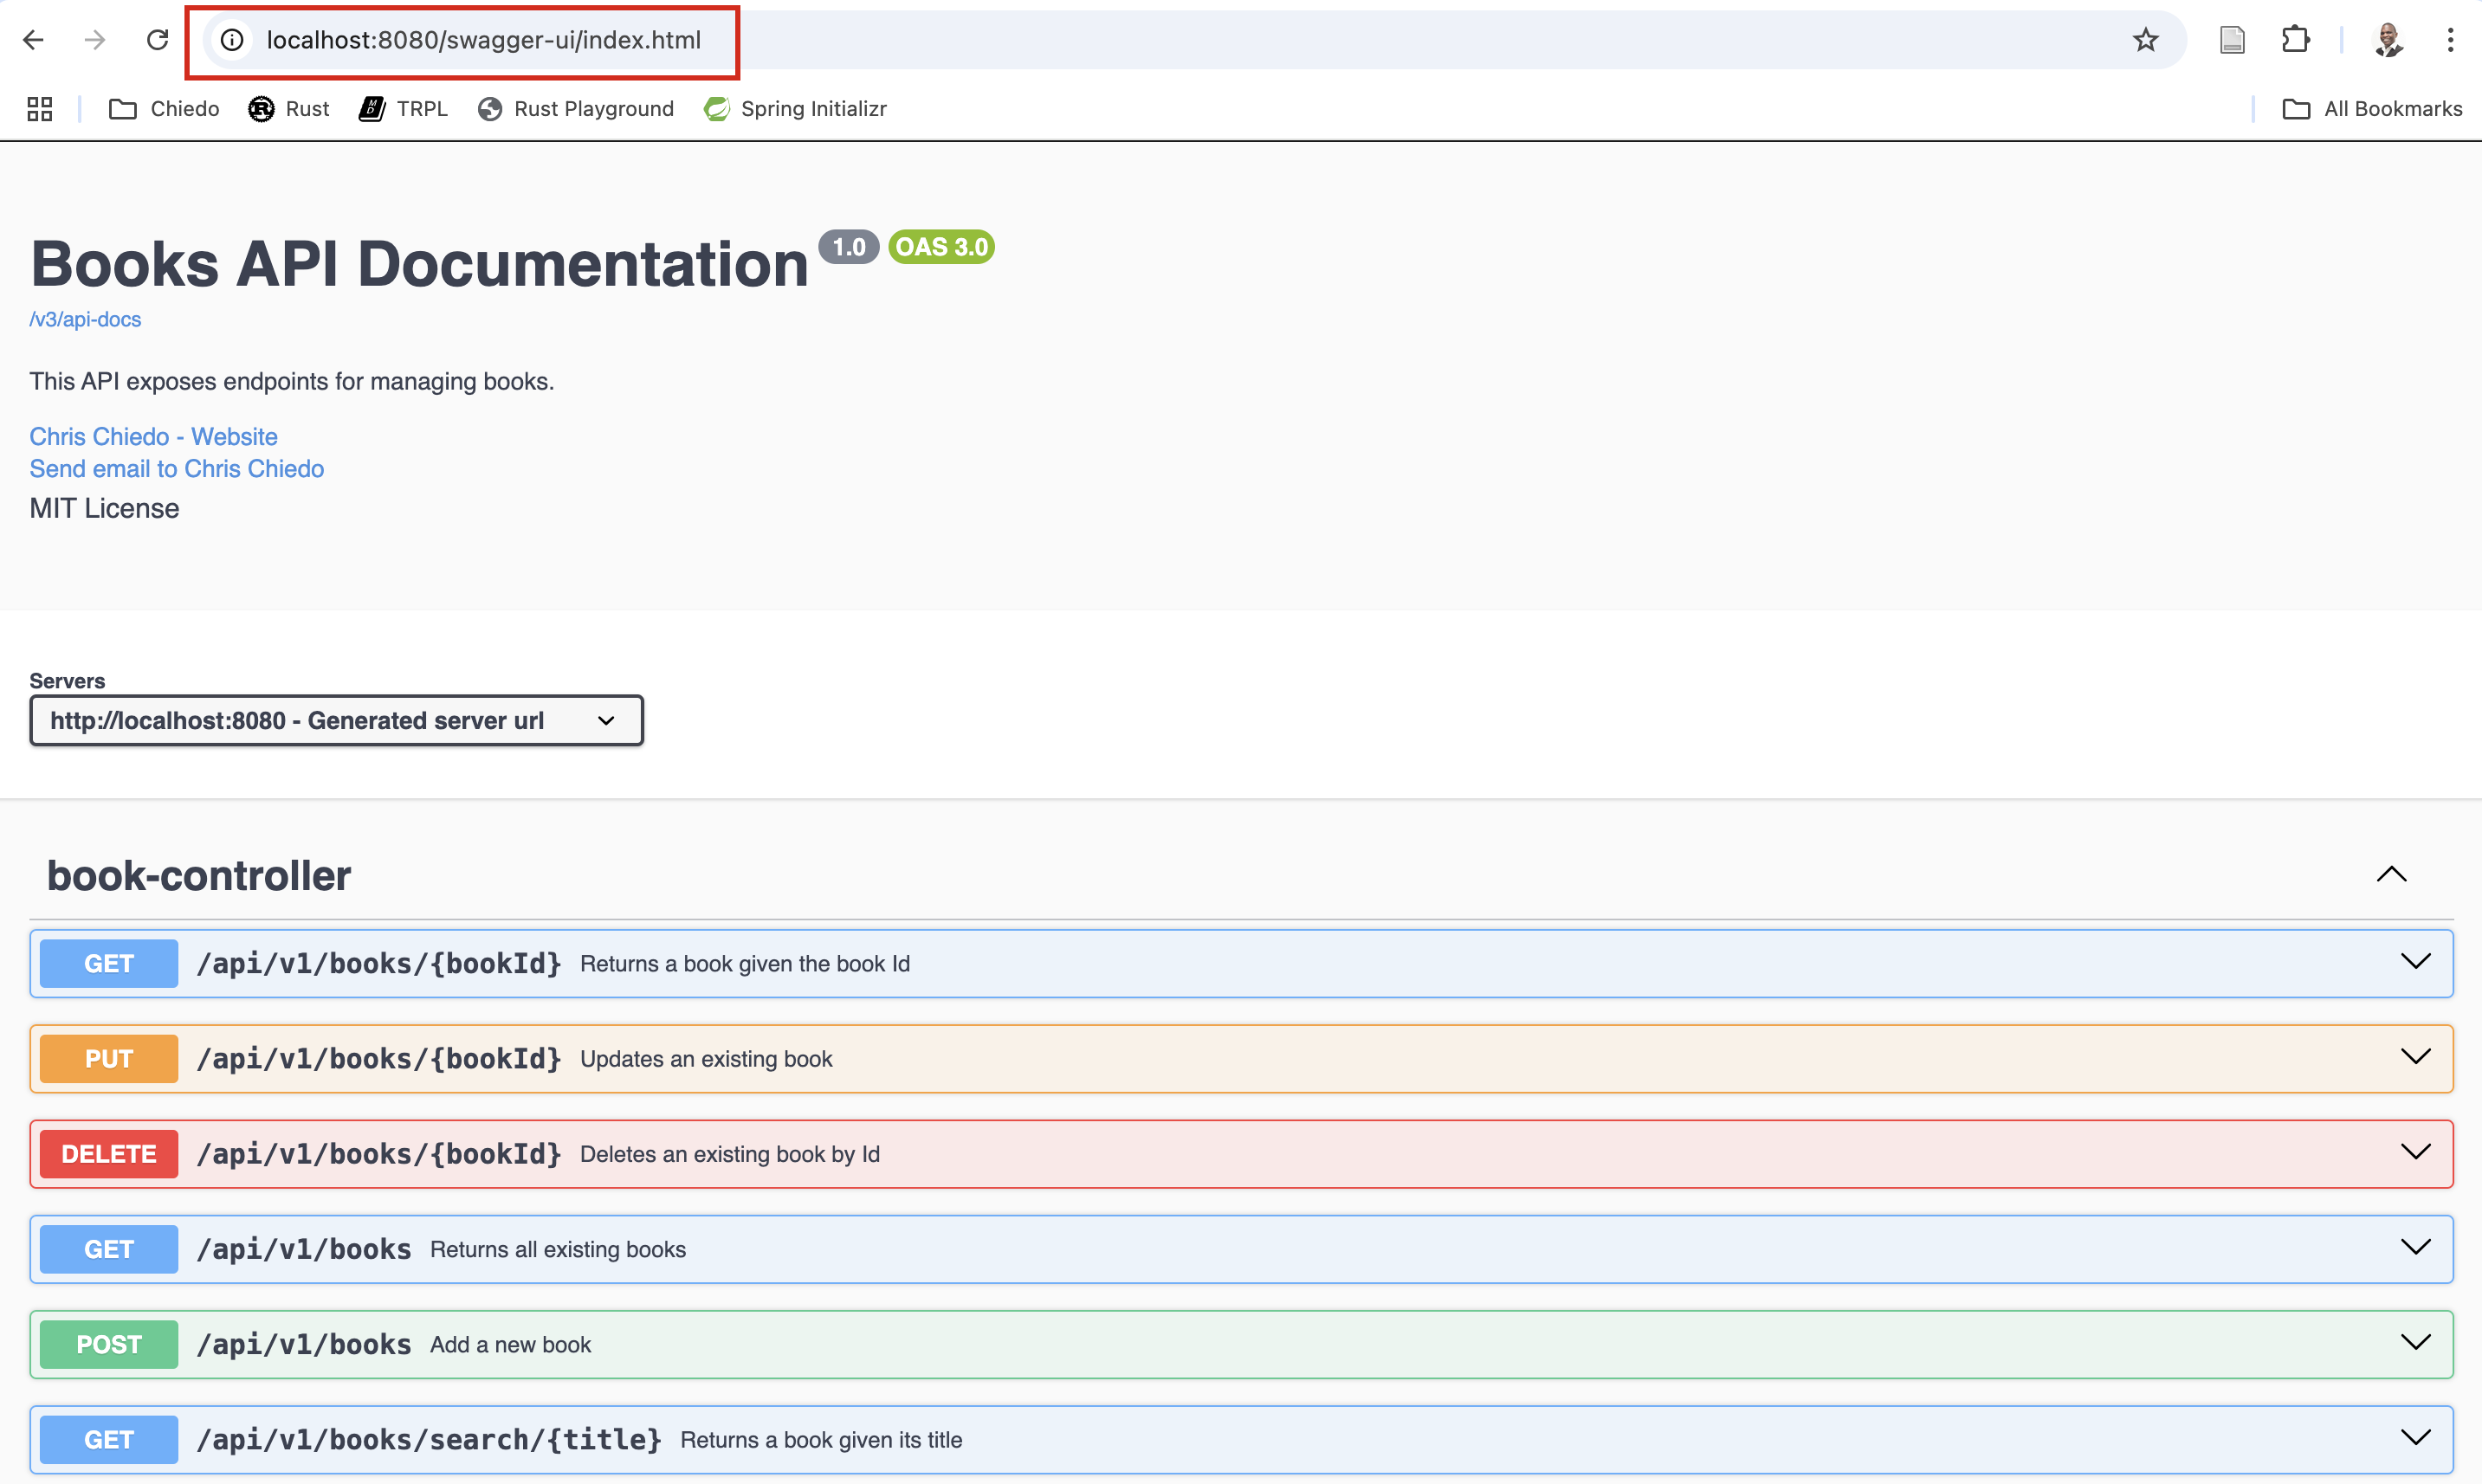 localhost:8080/swagger-ui/index.html
Chiedo Rust TRPL Rust Playground Spring Initializr All Bookmarks
Books API Documentation 1.0 OAS 3.0
/v3/api-docs
This API exposes endpoints for managing books.
Chris Chiedo - Website
Send email to Chris Chiedo
MIT License
Servers
http://localhost:8080 - Generated server url
book-controller
GET /api/v1/books/{bookId} Returns a book given the book Id
PUT /api/v1/books/{bookId} Updates an existing book
DELETE /api/v1/books/{bookId} Deletes an existing book by Id
GET /api/v1/books Returns all existing books
POST /api/v1/books Add a new book
GET /api/v1/books/search/{title} Returns a book given its title